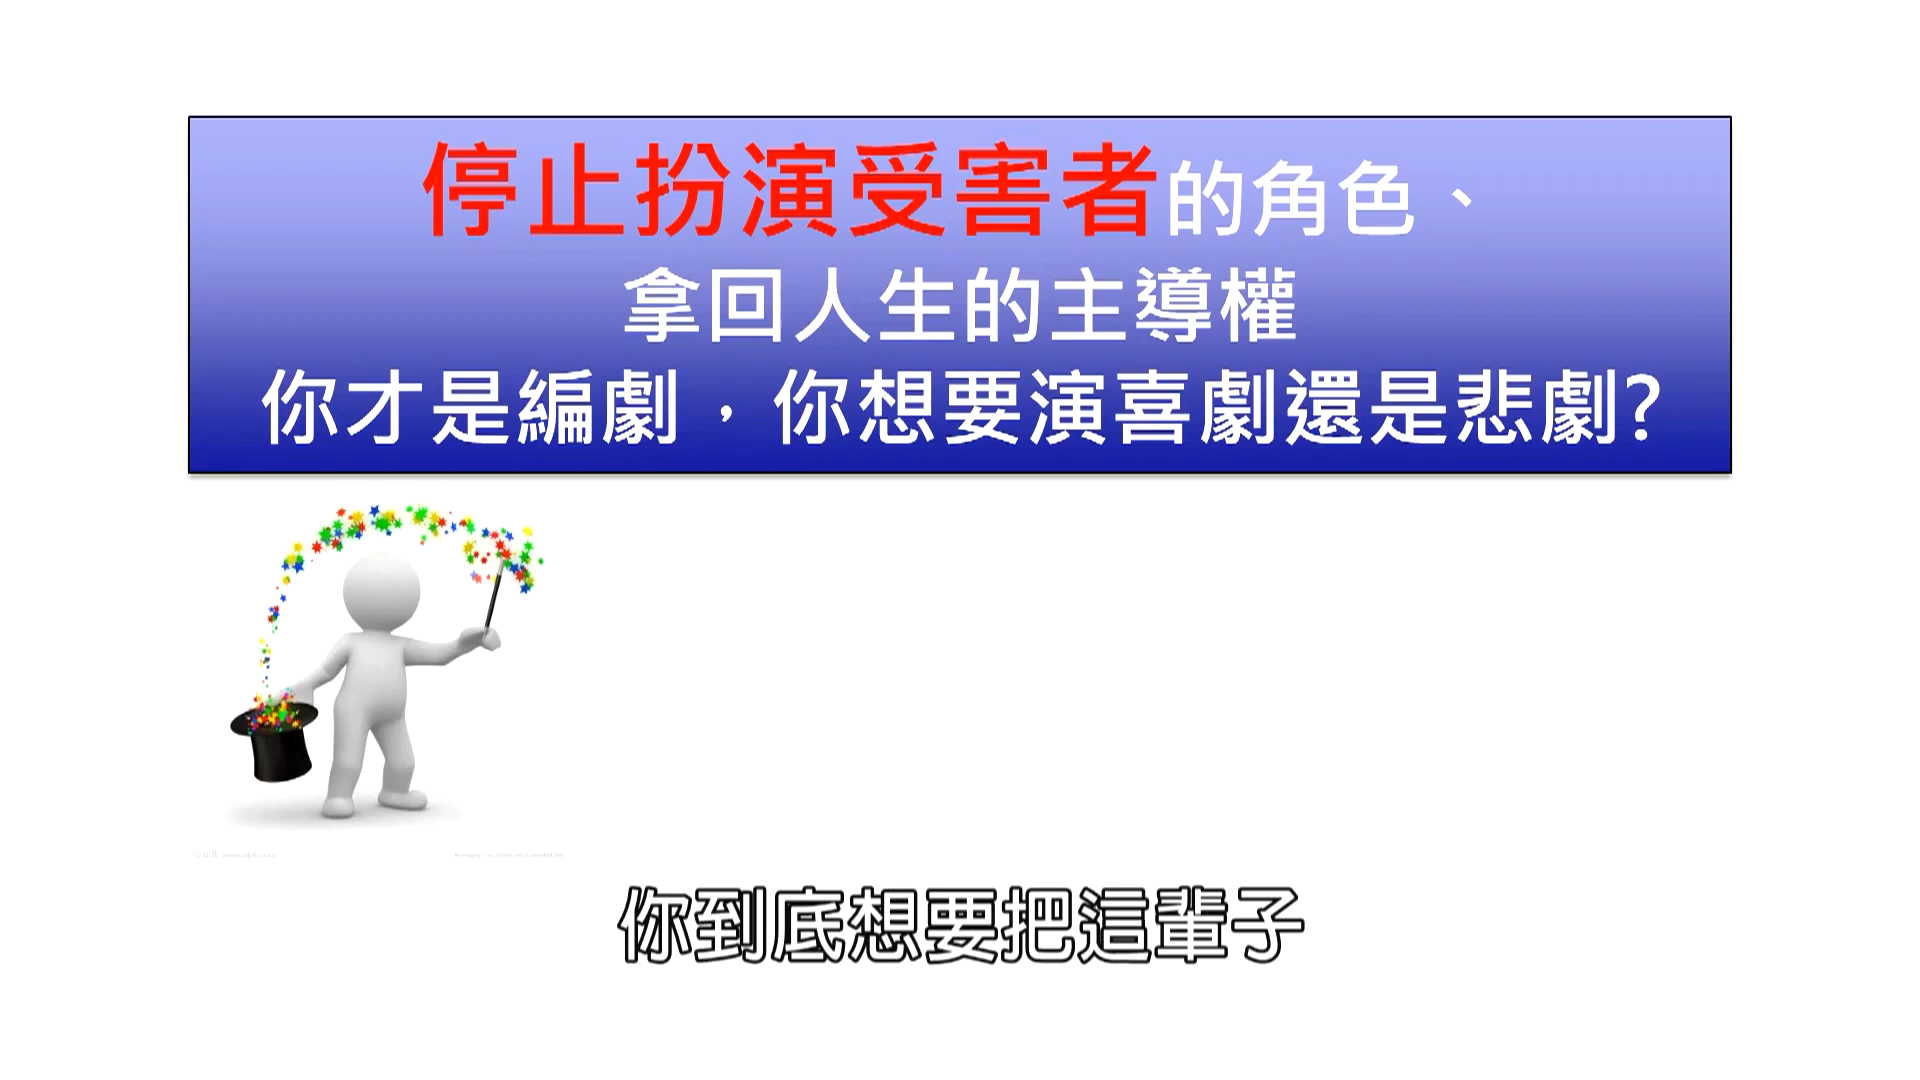 停止扮演受害者的角色、
拿回人生的主導權
你才是編劇，你想要演喜劇還是悲劇?
你到底想要把這輩子